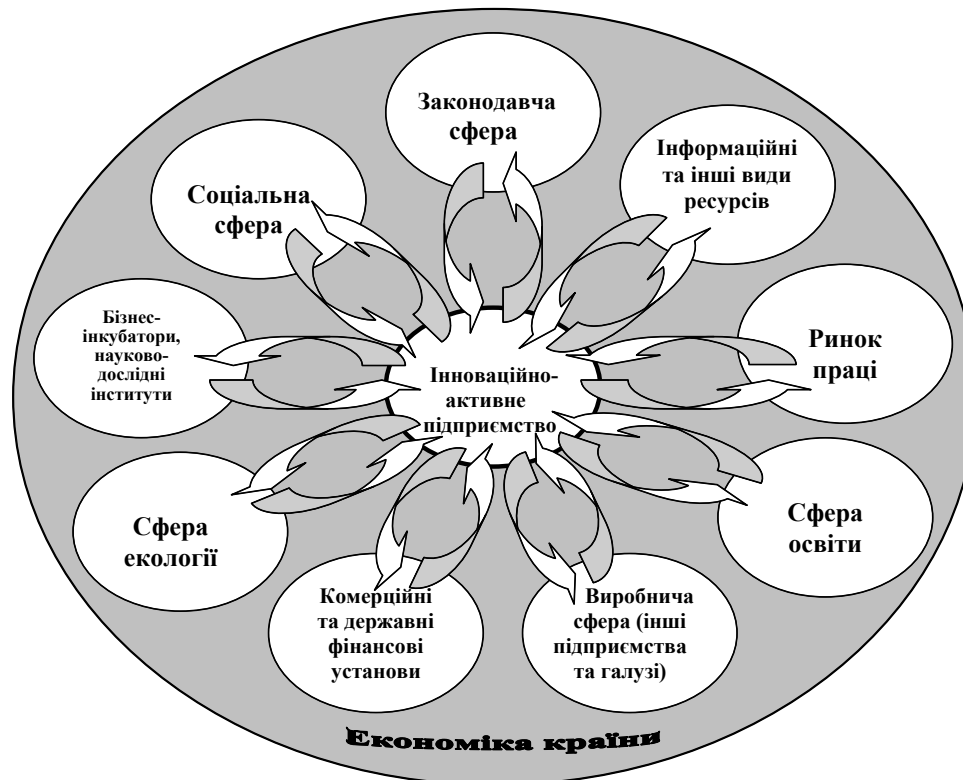 Законодавча
сфера
Інформаційні
та інші види
ресурсів
Соціальна
сфера
Бізнес-
інкубатори,
науково-
дослідні
інститути
Ринок
праці
Інноваційно-
активне
підприємство
Сфера
екології
Сфера
освіти
Комерційні
та державні
фінансові
установи
Виробнича
сфера (інші
підприємства
та галузі)
Економіка країни